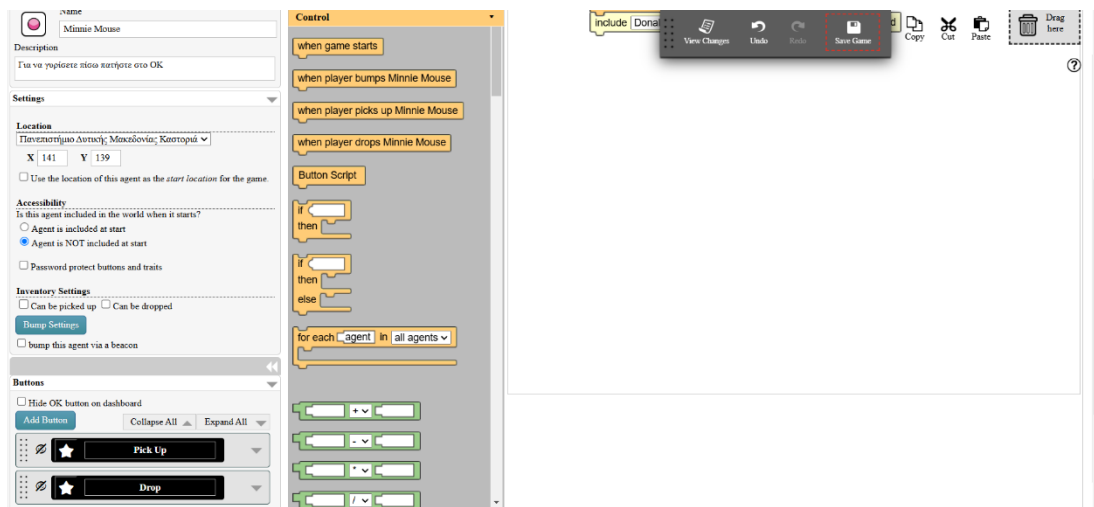 Name
Minnie Mouse
Description
Για να γυρίσετε πίσω πατήστε στο ΟΚ
Settings
Location
Πανεπιστήμιο Δυτικής Μακεδονίας Καστοριά
X 141 Y 139
Use the location of this agent as the start location for the game.
Accessibility
Is this agent included in the world when it starts?
Agent is included at start
Agent is NOT included at start
Password protect buttons and traits
Inventory Settings
Can be picked up Can be dropped
Bump Settings
bump this agent via a beacon
Buttons
Hide OK button on dashboard
Add Button Collapse All Expand All
Pick Up
Drop
Control
when game starts
when player bumps Minnie Mouse
when player picks up Minnie Mouse
when player drops Minnie Mouse
Button Script
if
then
if
then
else
for each agent in all agents
+
-
*
/
include Donal
View Changes Undo Redo Save Game
d
Copy Cut Paste
Drag
here
?